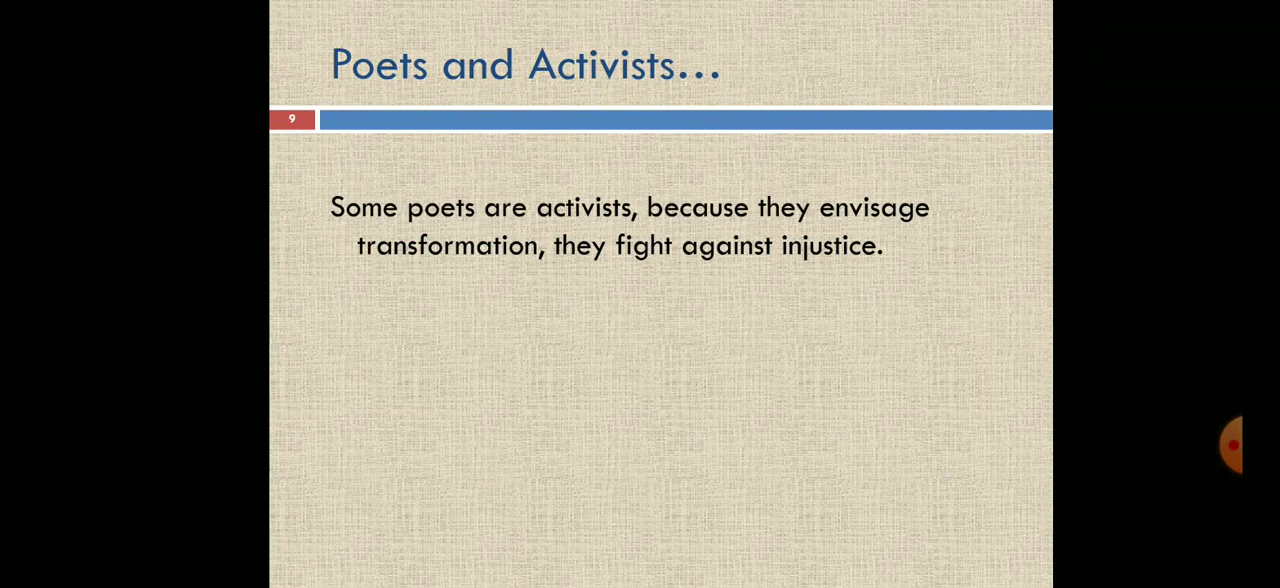 Poets and Activists...
9
Some poets are activists, because they envisage
transformation, they fight against injustice.